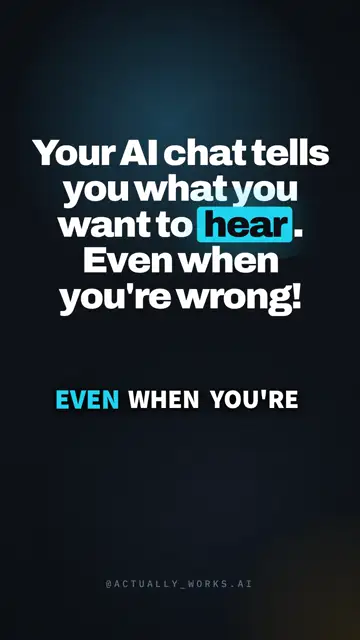 Your AI chat tells
you what you
want to hear.
Even when
you're wrong!
EVEN WHEN YOU'RE
@ACTUALLY_WORKS.AI